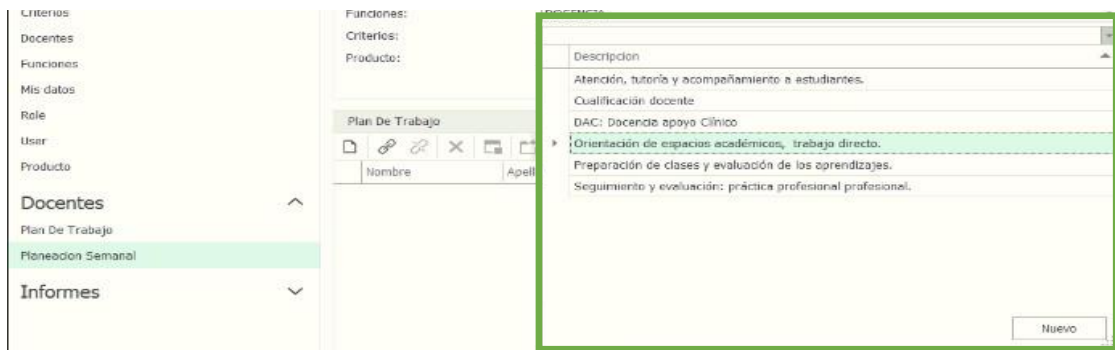 Criterios
Docentes
Funciones
Mis datos
Role
User
Producto
Docentes
Plan De Trabajo
Planeacion Semanal
Informes
Funciones:
Criterios:
Producto:
Plan De Trabajo
Nombre
Apell
DOCENCIA
Descripcion
Atención, tutoría y acompañamiento a estudiantes.
Cualificación docente
DAC: Docencia apoyo Clínico
Orientación de espacios académicos, trabajo directo.
Preparación de clases y evaluación de los aprendizajes.
Seguimiento y evaluación: práctica profesional profesional.
Nuevo